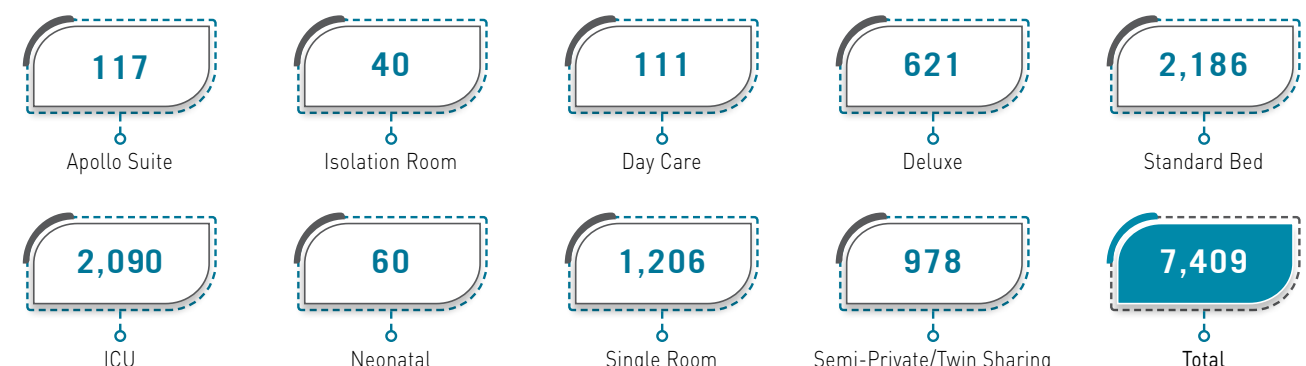 117
40
111
621
2,186
Apollo Suite
Isolation Room
Day Care
Deluxe
Standard Bed
2,090
60
1,206
978
7,409
ICU
Neonatal
Single Room
Semi-Private/Twin Sharing
Total